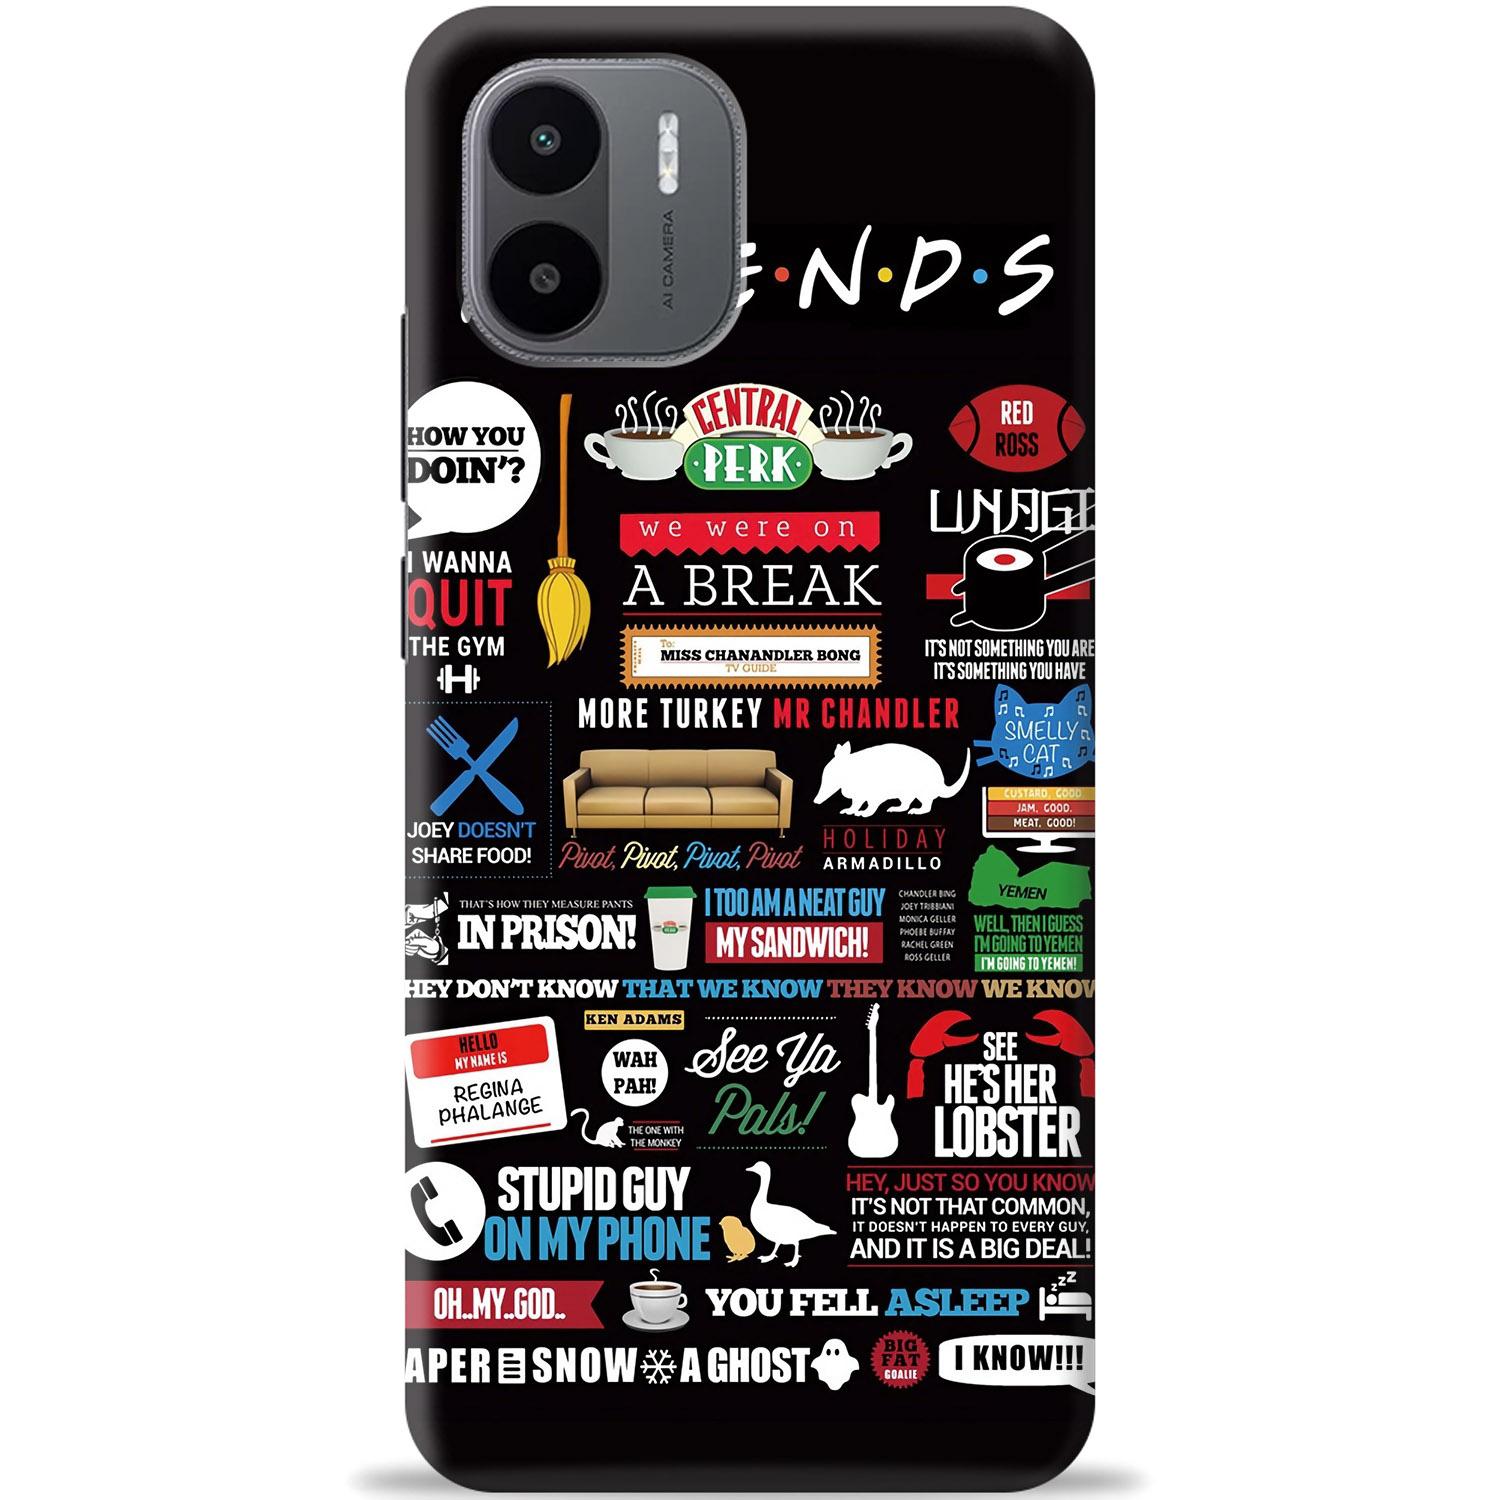 AI CAMERA
E·N·D·S
HOW YOU
DOIN'?
CENTRAL
·PERK·
RED
ROSS
we were on
A BREAK
UNAGI
I WANNA
QUIT
THE GYM
To:
MISS CHANANDLER BONG
TV GUIDE
IT'S NOT SOMETHING YOU ARE
IT'S SOMETHING YOU HAVE
MORE TURKEY MR CHANDLER
SMELLY
CAT
CUSTARD, GOOD.
JAM, GOOD.
MEAT, GOOD!
JOEY DOESN'T
SHARE FOOD!
Pivot, Pivot, Pivot, Pivot
HOLIDAY
ARMADILLO
YEMEN
WELL, THEN I GUESS
I'M GOING TO YEMEN
I'M GOING TO YEMEN!
THAT'S HOW THEY MEASURE PANTS
IN PRISON!
I TOO AM A NEAT GUY
MY SANDWICH!
CHANDLER BING
JOEY TRIBBIANI
MONICA GELLER
PHOEBE BUFFAY
RACHEL GREEN
ROSS GELLER
HEY DON'T KNOW THAT WE KNOW THEY KNOW WE KNOW
HELLO
MY NAME IS
REGINA
PHALANGE
KEN ADAMS
WAH
PAH!
THE ONE WITH
THE MONKEY
See Ya
Pals!
SEE
HE'S HER
LOBSTER
STUPID GUY
ON MY PHONE
HEY, JUST SO YOU KNOW
IT'S NOT THAT COMMON,
IT DOESN'T HAPPEN TO EVERY GUY,
AND IT IS A BIG DEAL!
OH..MY..GOD..
YOU FELL ASLEEP
zzz
APER SNOW A GHOST
BIG
FAT
GOALIE
I KNOW!!!